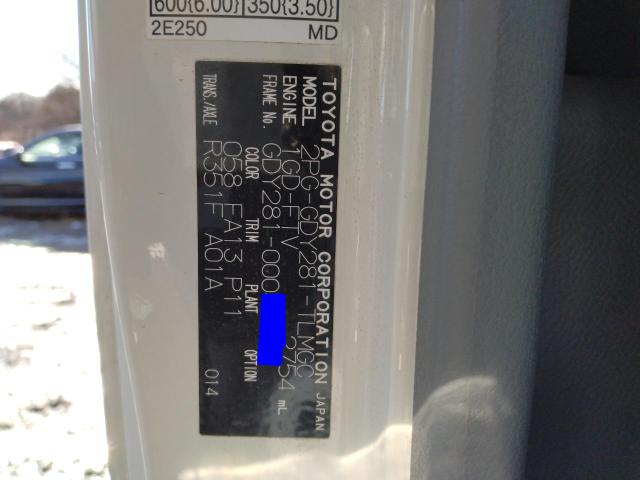 600{6.00} 350{3.50}
2E250 MD
TOYOTA MOTOR CORPORATION JAPAN
MODEL 2PG-GDY281-TLMGC
ENGINE 1GD-FTV 2754 mL
FRAME No. GDY281-000
COLOR TRIM PLANT OPTION
058 FA13 P11
TRANS./AXLE R351F A01A 014